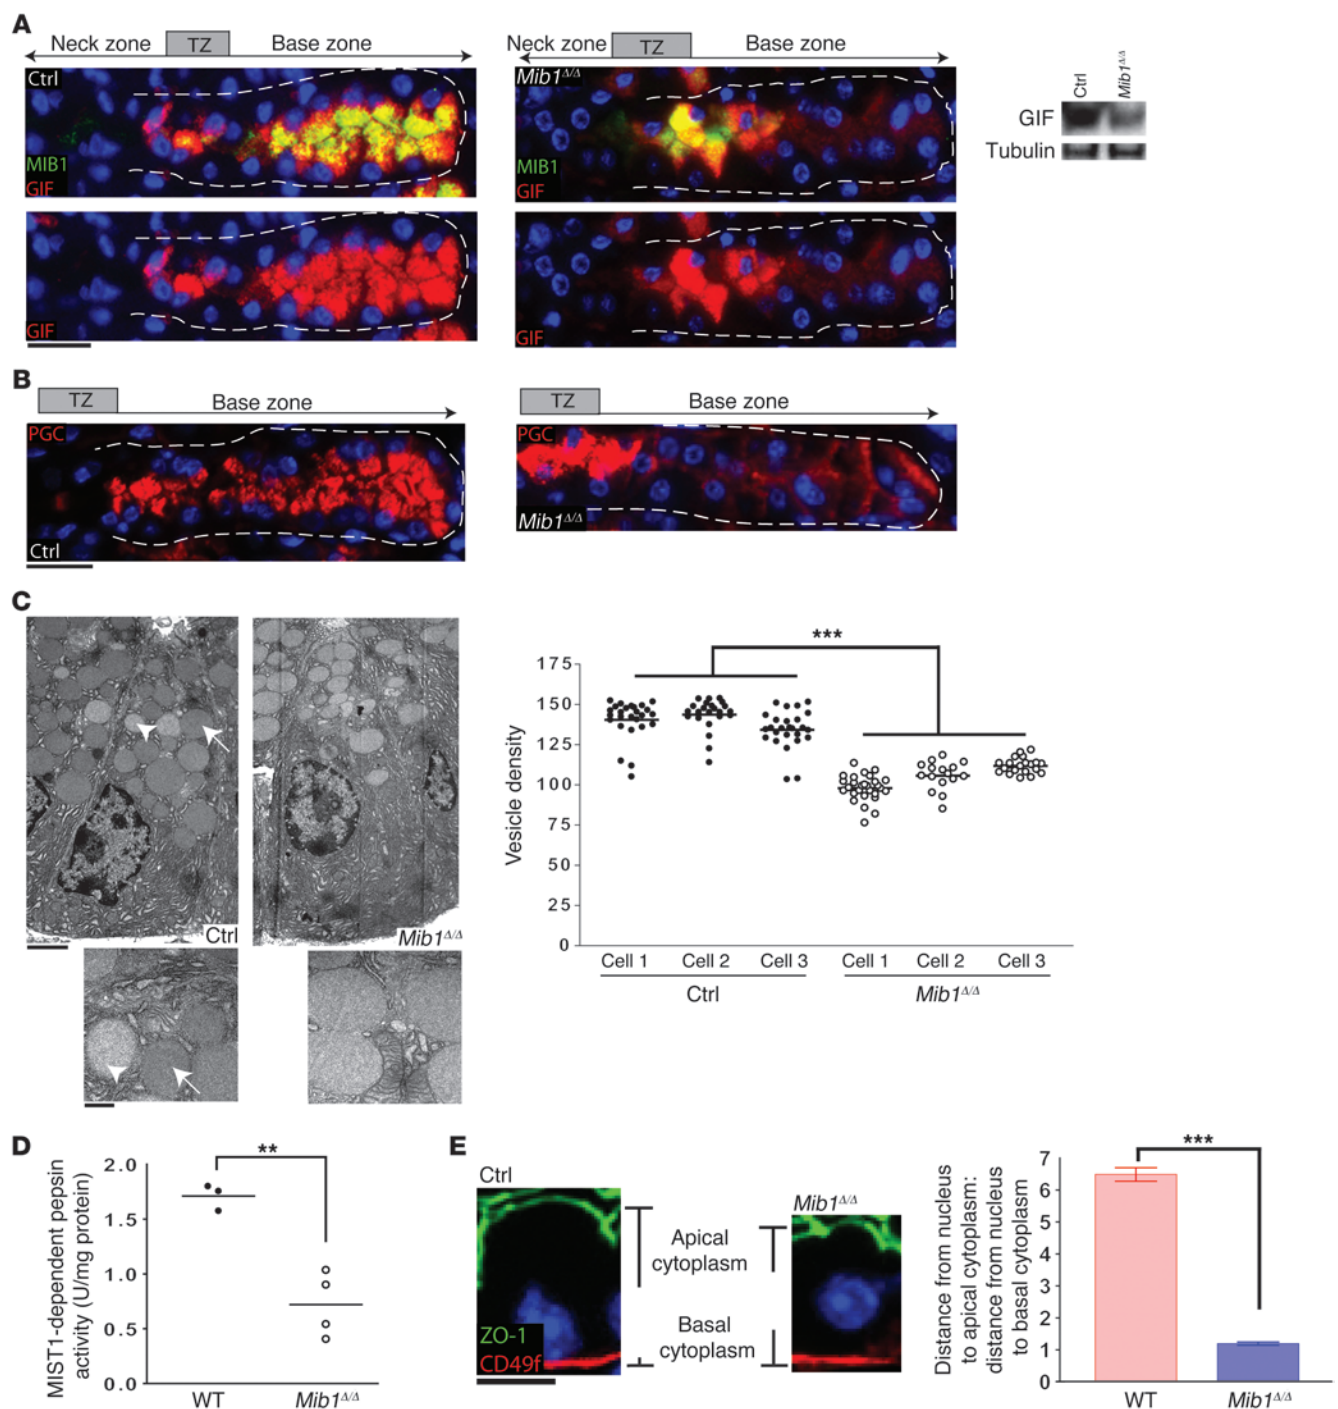 A
Neck zone TZ Base zone
Neck zone TZ Base zone
Ctrl
MIB1
GIF
Mib1Δ/Δ
MIB1
GIF
Ctrl
Mib1Δ/Δ
GIF
Tubulin
GIF
GIF
B
TZ Base zone
TZ Base zone
PGC
Ctrl
PGC
Mib1Δ/Δ
C
Ctrl
Mib1Δ/Δ
***
Vesicle density
175
150
125
100
75
50
25
0
Cell 1 Cell 2 Cell 3 Cell 1 Cell 2 Cell 3
Ctrl Mib1Δ/Δ
D
MIST1-dependent pepsin
activity (U/mg protein)
**
2.0
1.5
1.0
0.5
0.0
WT Mib1Δ/Δ
E
Ctrl
ZO-1
CD49f
Apical
cytoplasm
Basal
cytoplasm
Mib1Δ/Δ
Distance from nucleus
to apical cytoplasm:
distance from nucleus
to basal cytoplasm
***
7
6
5
4
3
2
1
0
WT Mib1Δ/Δ